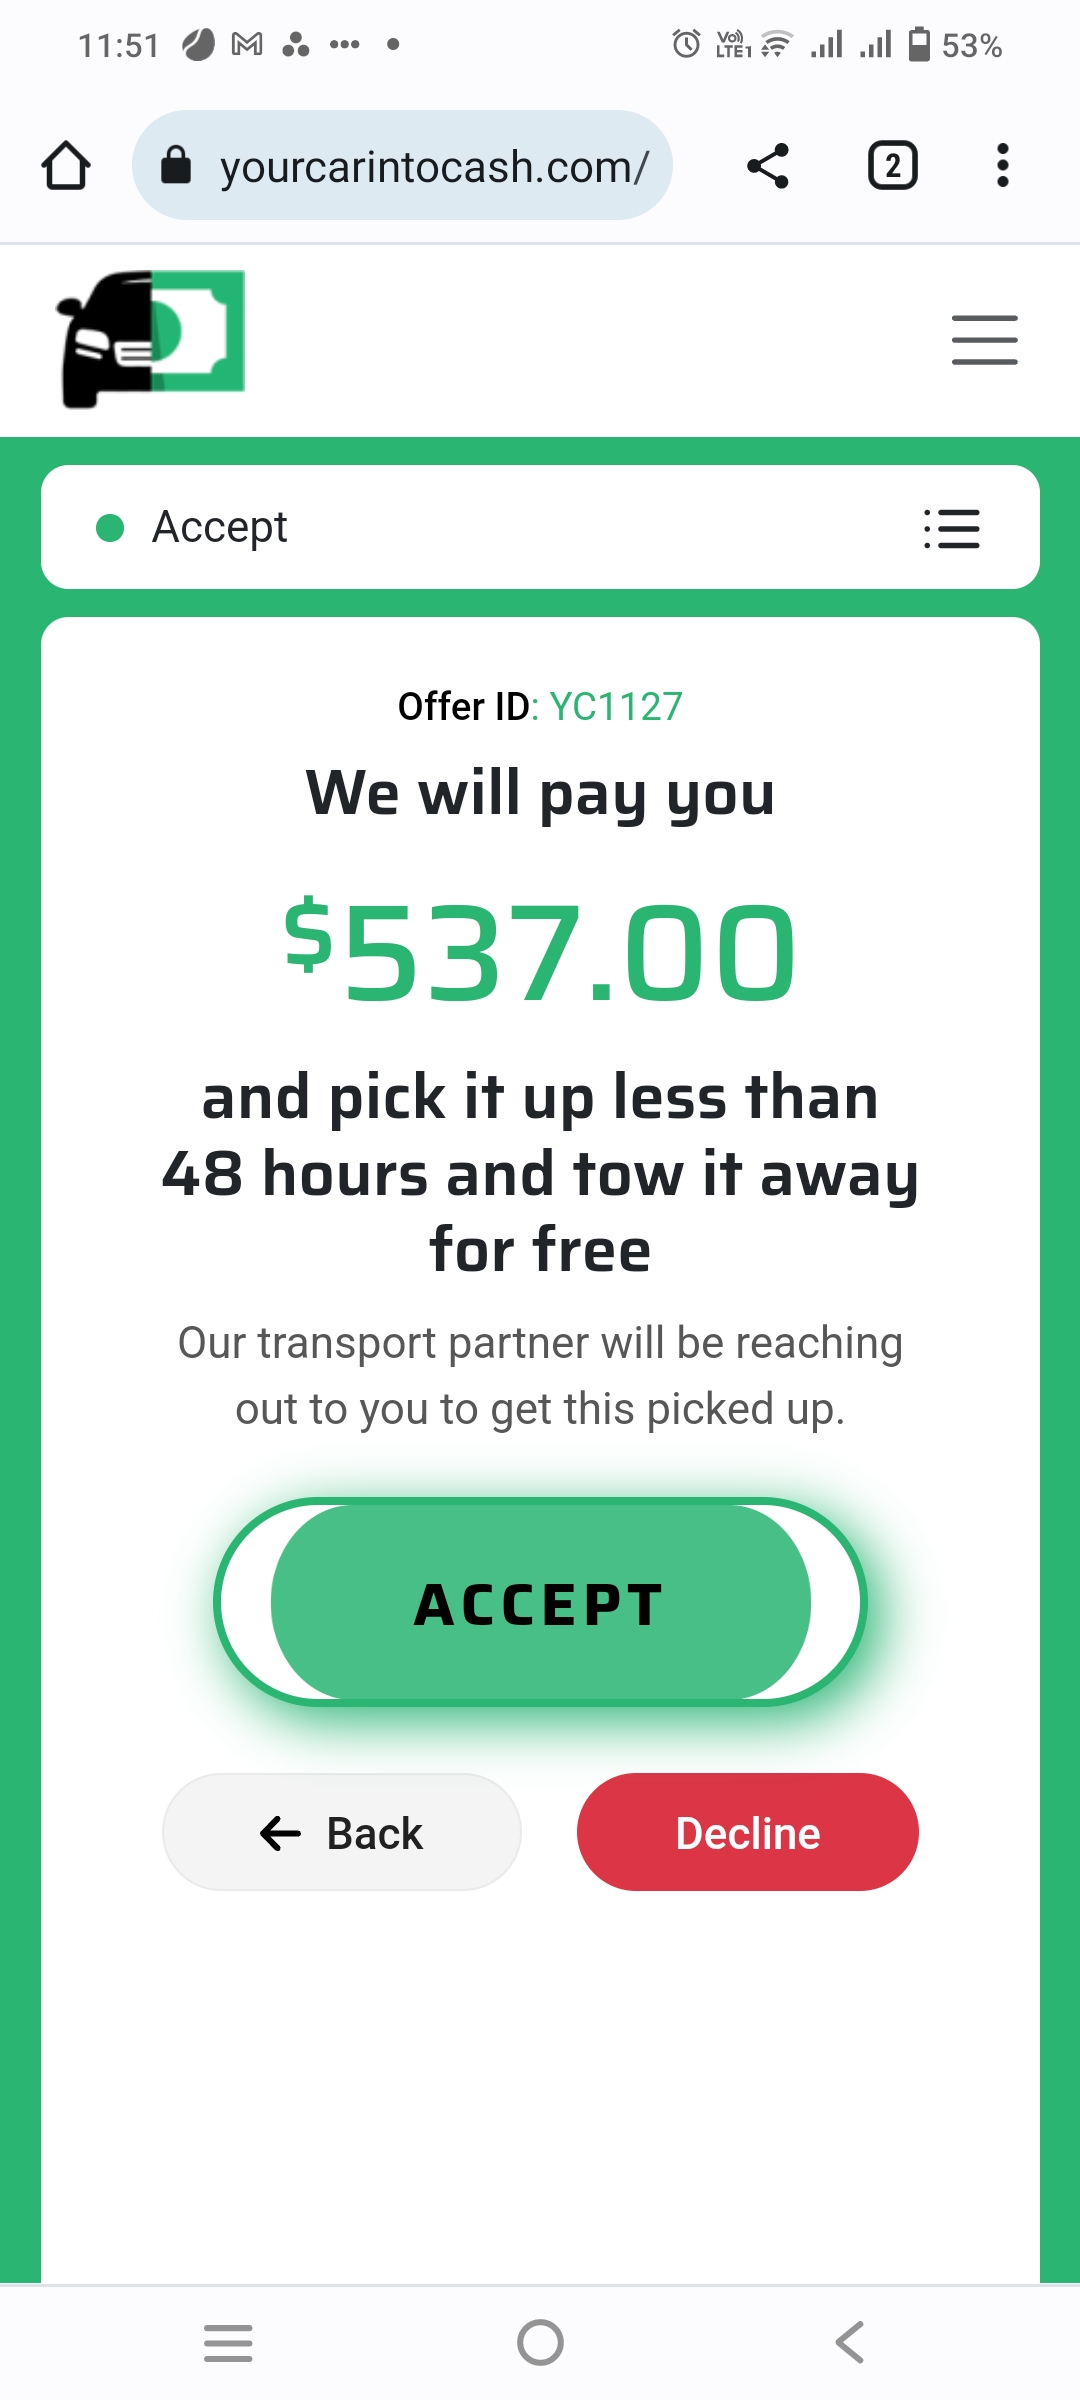 11:51
VoLTE1
53%
yourcarintocash.com/
2
Accept
Offer ID: YC1127
We will pay you
$537.00
and pick it up less than
48 hours and tow it away
for free
Our transport partner will be reaching
out to you to get this picked up.
ACCEPT
Back
Decline